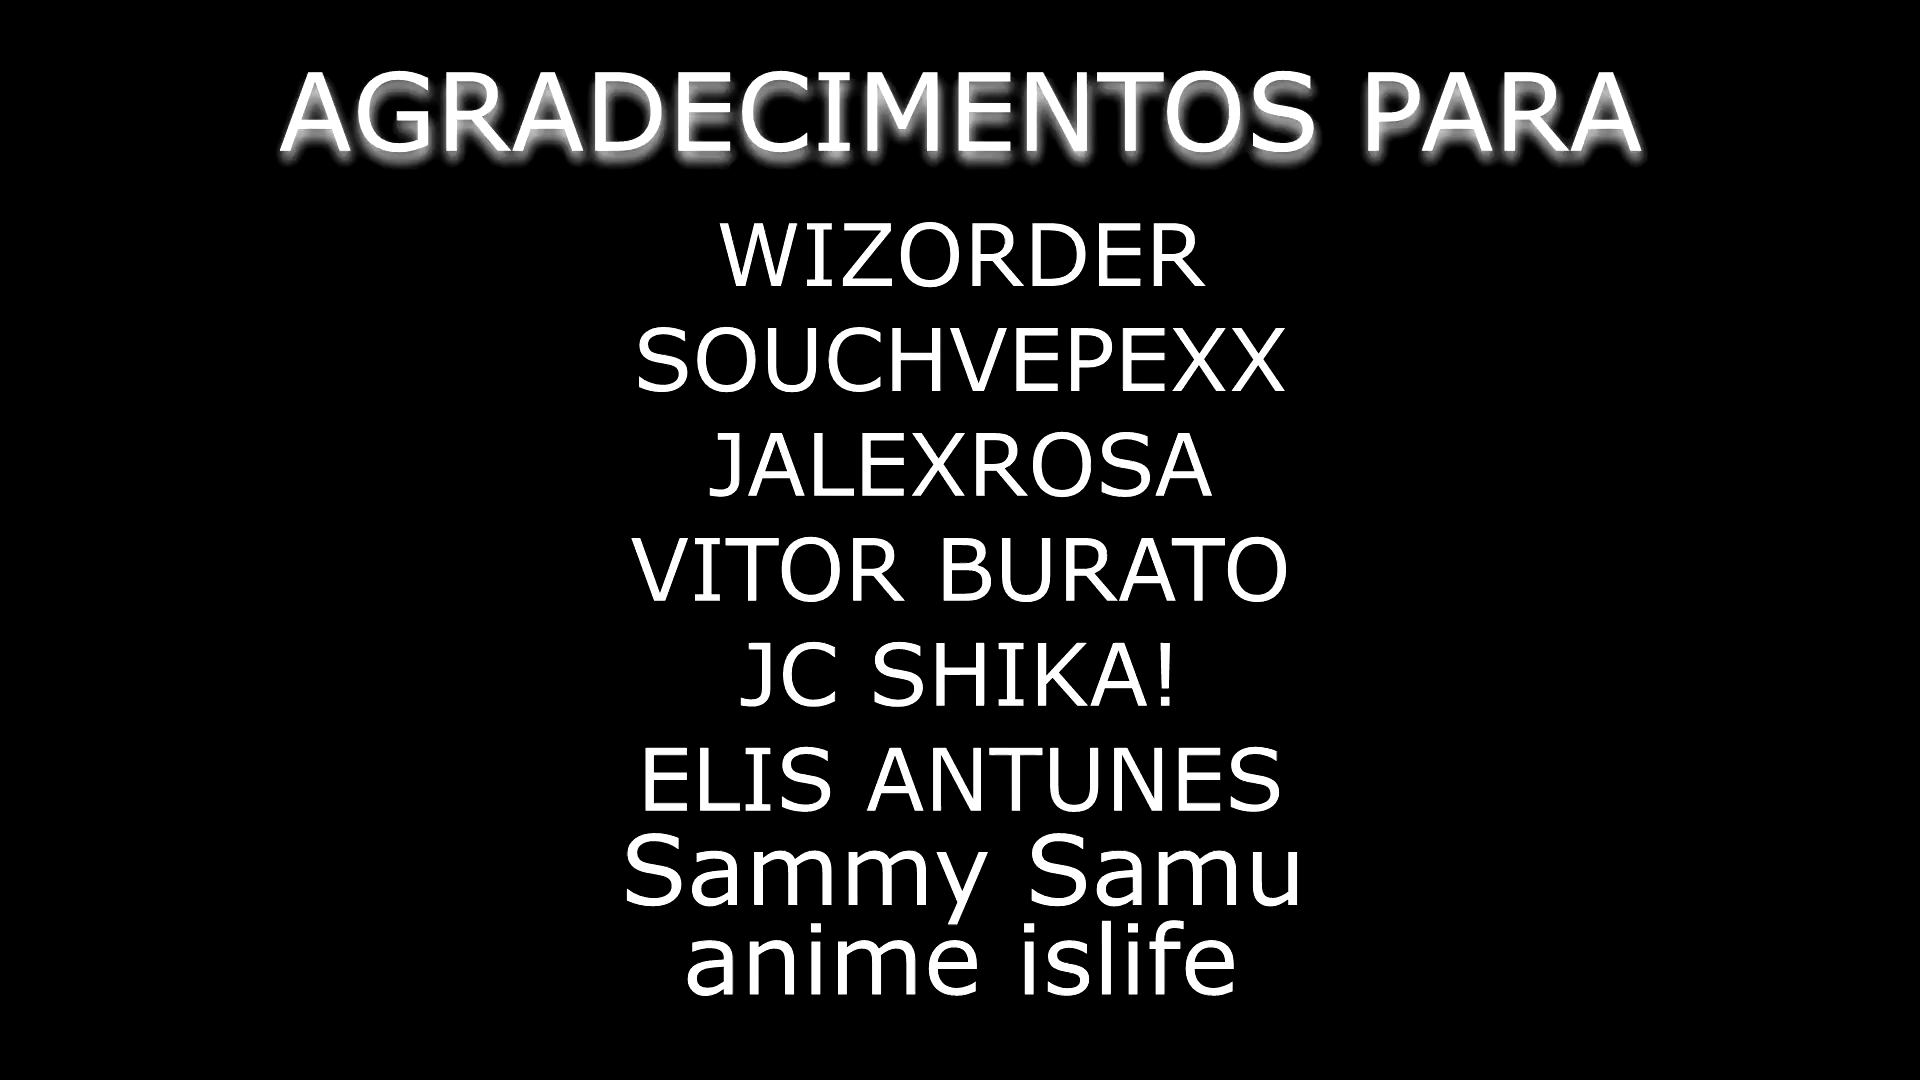 AGRADECIMENTOS PARA
WIZORDER
SOUCHVEPEXX
JALEXROSA
VITOR BURATO
JC SHIKA!
ELIS ANTUNES
Sammy Samu
anime islife